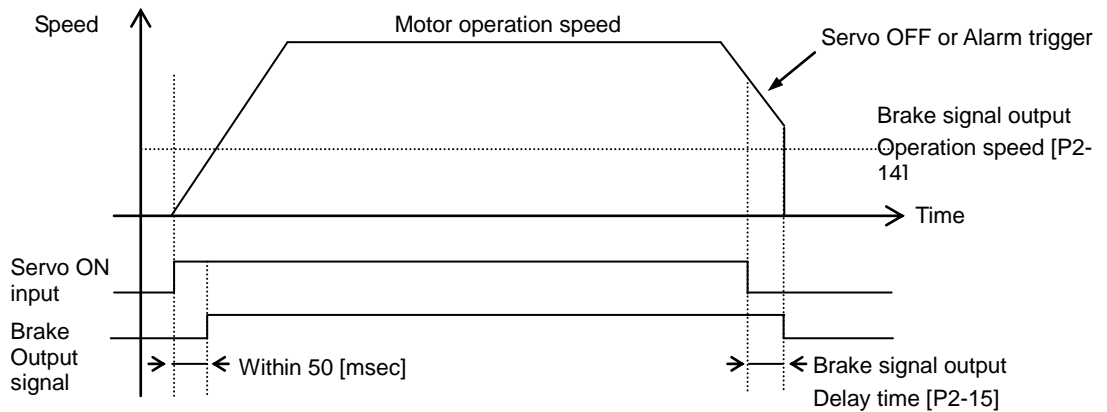 Speed
Motor operation speed
Servo OFF or Alarm trigger
Brake signal output
Operation speed [P2-
14]
Time
Servo ON
input
Brake
Output
signal
Within 50 [msec]
Brake signal output
Delay time [P2-15]